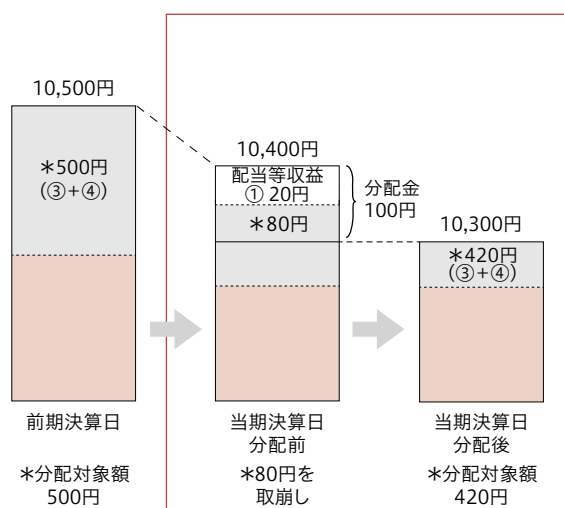 10,500円
*500円
(③+④)
10,400円
配当等収益
① 20円
*80円
分配金
100円
10,300円
*420円
(③+④)
前期決算日
当期決算日
分配前
当期決算日
分配後
*分配対象額
500円
*80円を
取崩し
*分配対象額
420円